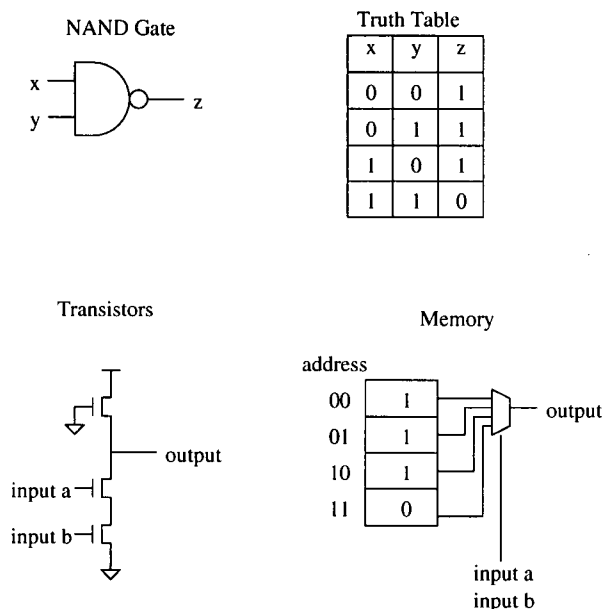 NAND Gate
x
y
z
Truth Table
x y z
0 0 1
0 1 1
1 0 1
1 1 0
Transistors
output
input a
input b
Memory
address
00 1
01 1
10 1
11 0
output
input a
input b